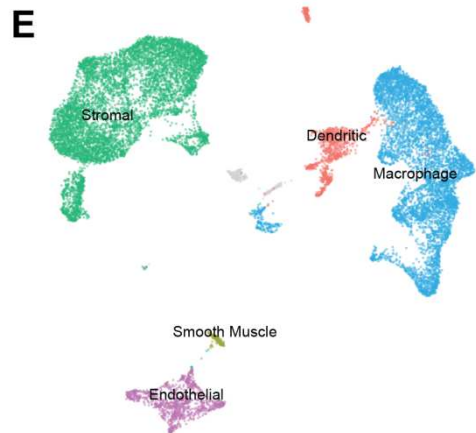 E
Stromal
Dendritic
Macrophage
Smooth Muscle
Endothelial